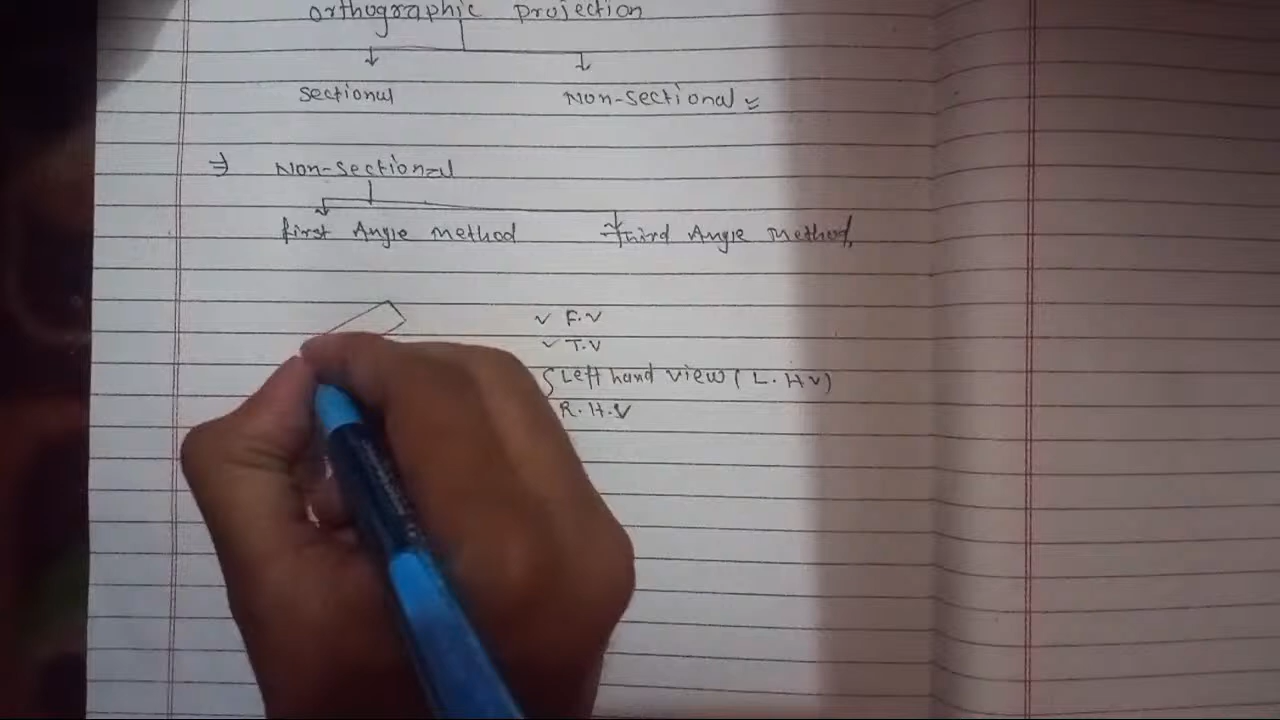 Orthographic projection
Sectional Non-Sectional
⇒ Non-Sectional
first Angle method Third Angle method,
✓ F.V
✓ T.V
Left hand view ( L.H.V)
R.H.V